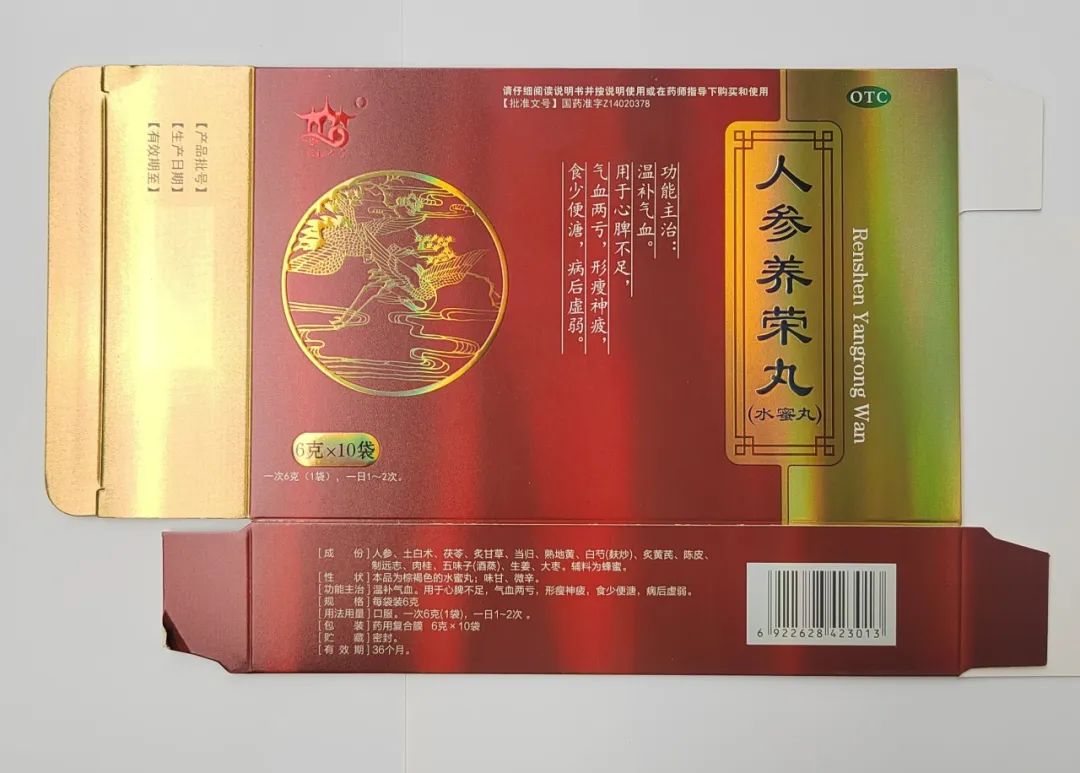 【产品批号】
【生产日期】
【有效期至】
请仔细阅读说明书并按说明使用或在药师指导下购买和使用
【批准文号】国药准字Z14020378
OTC
人参养荣丸
(水蜜丸)
Renshen Yangrong Wan
功能主治：
温补气血。
用于心脾不足，
气血两亏，形瘦神疲，
食少便溏，病后虚弱。
6克×10袋
一次6克（1袋），一日1～2次。
[成份]人参、土白术、茯苓、炙甘草、当归、熟地黄、白芍(麸炒)、炙黄芪、陈皮、
制远志、肉桂、五味子(酒蒸)、生姜、大枣。辅料为蜂蜜。
[性状]本品为棕褐色的水蜜丸；味甘、微辛。
[功能主治]温补气血。用于心脾不足，气血两亏，形瘦神疲，食少便溏，病后虚弱。
[规格]每袋装6克
[用法用量]口服。一次6克(1袋)，一日1~2次。
[包装]药用复合膜 6克×10袋
[贮藏]密封。
[有效期]36个月。
6 922628 423013